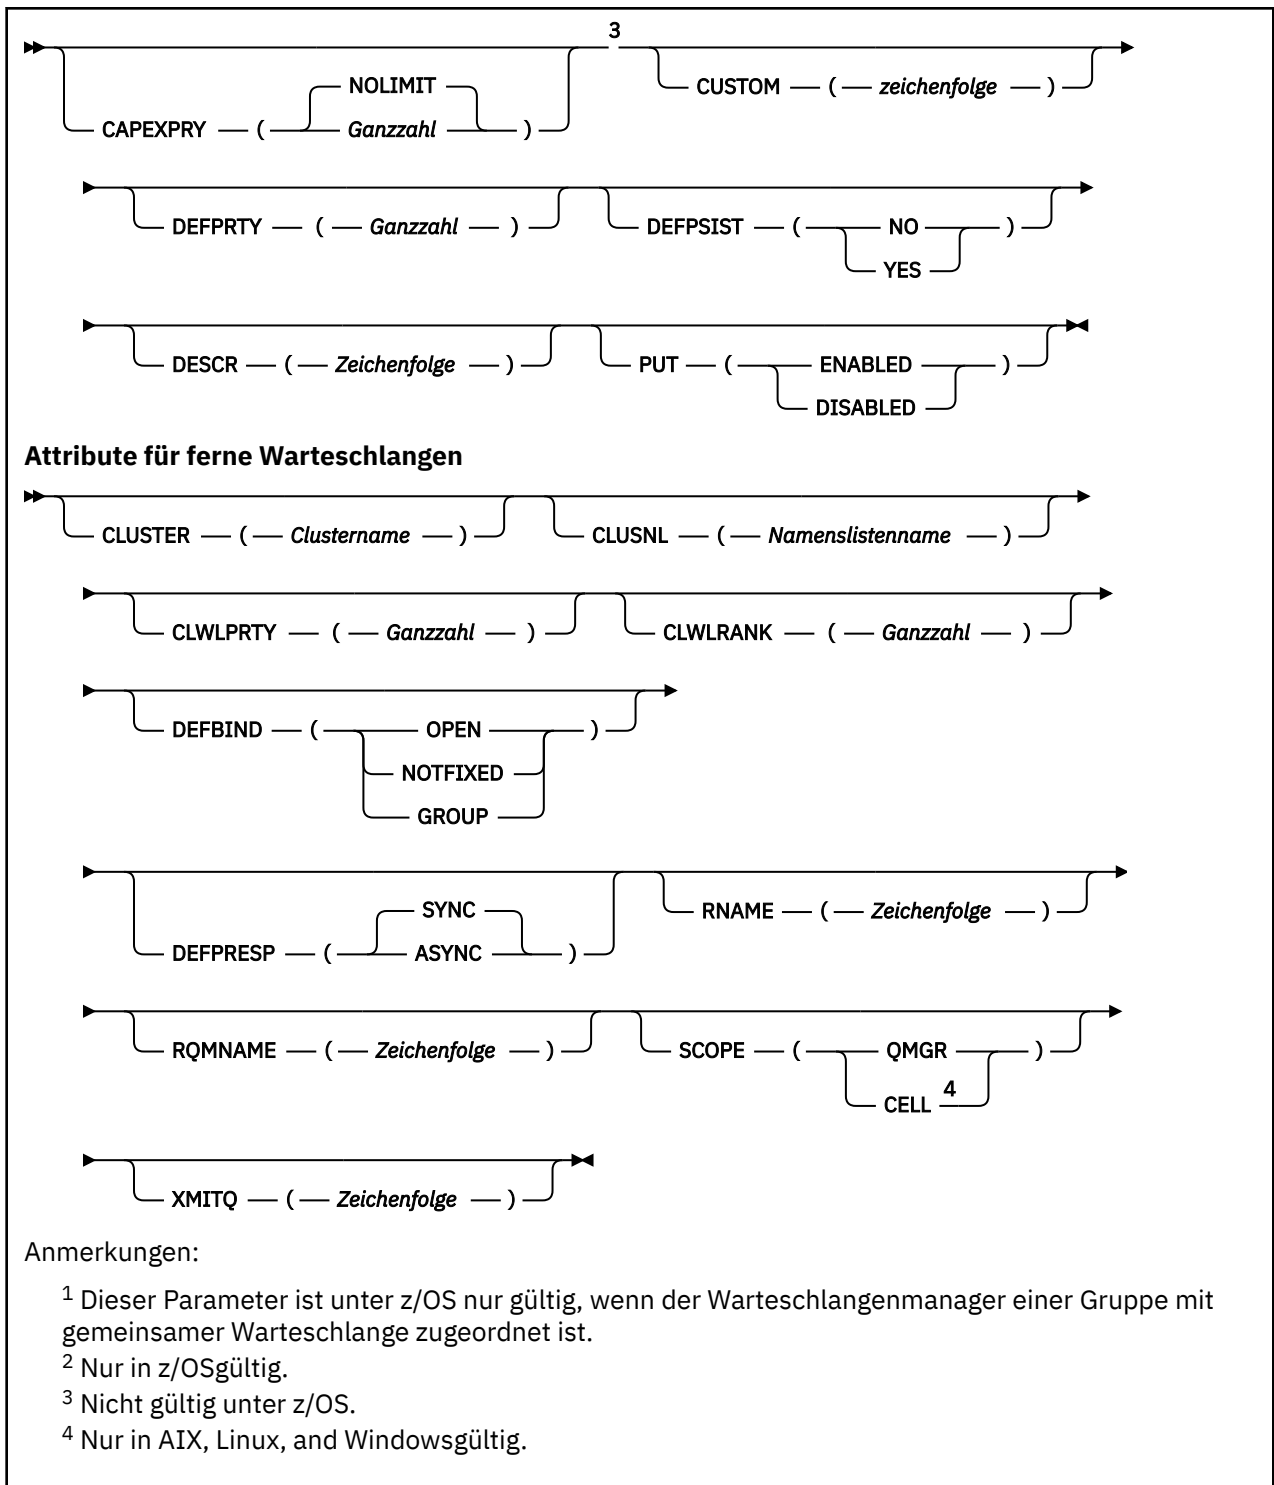 3
NOLIMIT
CUSTOM ( zeichenfolge )
CAPEXPRY ( Ganzzahl )
DEFPRTY ( Ganzzahl ) DEFPSIST ( NO )
YES
DESCR ( Zeichenfolge ) PUT ( ENABLED )
DISABLED
Attribute für ferne Warteschlangen
CLUSTER ( Clustername ) CLUSNL ( Namenslistenname )
CLWLPRTY ( Ganzzahl ) CLWLRANK ( Ganzzahl )
DEFBIND ( OPEN )
NOTFIXED
GROUP
SYNC
RNAME ( Zeichenfolge )
DEFPRESP ( ASYNC )
RQMNAME ( Zeichenfolge ) SCOPE ( QMGR )
CELL 4
XMITQ ( Zeichenfolge )
Anmerkungen:
1 Dieser Parameter ist unter z/OS nur gültig, wenn der Warteschlangenmanager einer Gruppe mit
gemeinsamer Warteschlange zugeordnet ist.
2 Nur in z/OSgültig.
3 Nicht gültig unter z/OS.
4 Nur in AIX, Linux, and Windowsgültig.